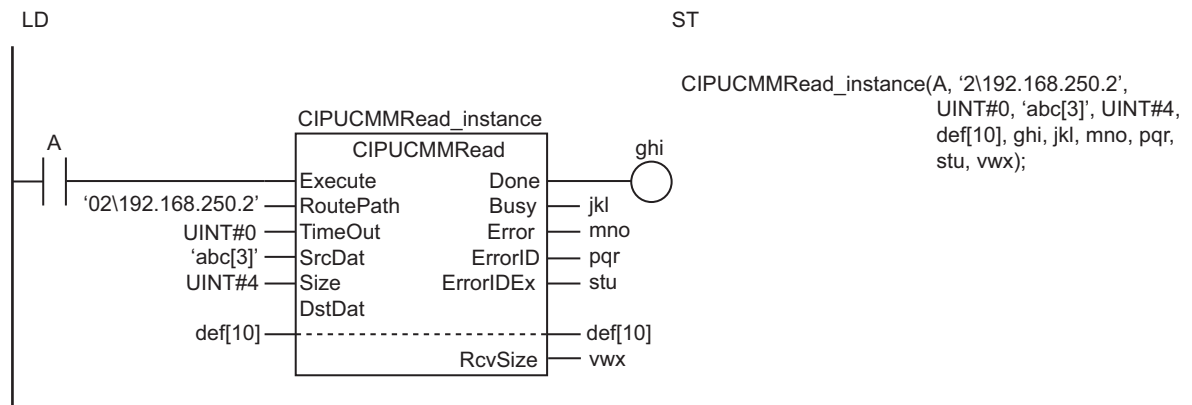 LD
ST
CIPUCMMRead_instance(A, ‘2\192.168.250.2’,
UINT#0, ‘abc[3]’, UINT#4,
def[10], ghi, jkl, mno, pqr,
stu, vwx);
CIPUCMMRead_instance
A
CIPUCMMRead
ghi
Execute Done
‘02\192.168.250.2’ RoutePath Busy jkl
UINT#0 TimeOut Error mno
‘abc[3]’ SrcDat ErrorID pqr
UINT#4 Size ErrorIDEx stu
DstDat
def[10] def[10]
RcvSize vwx